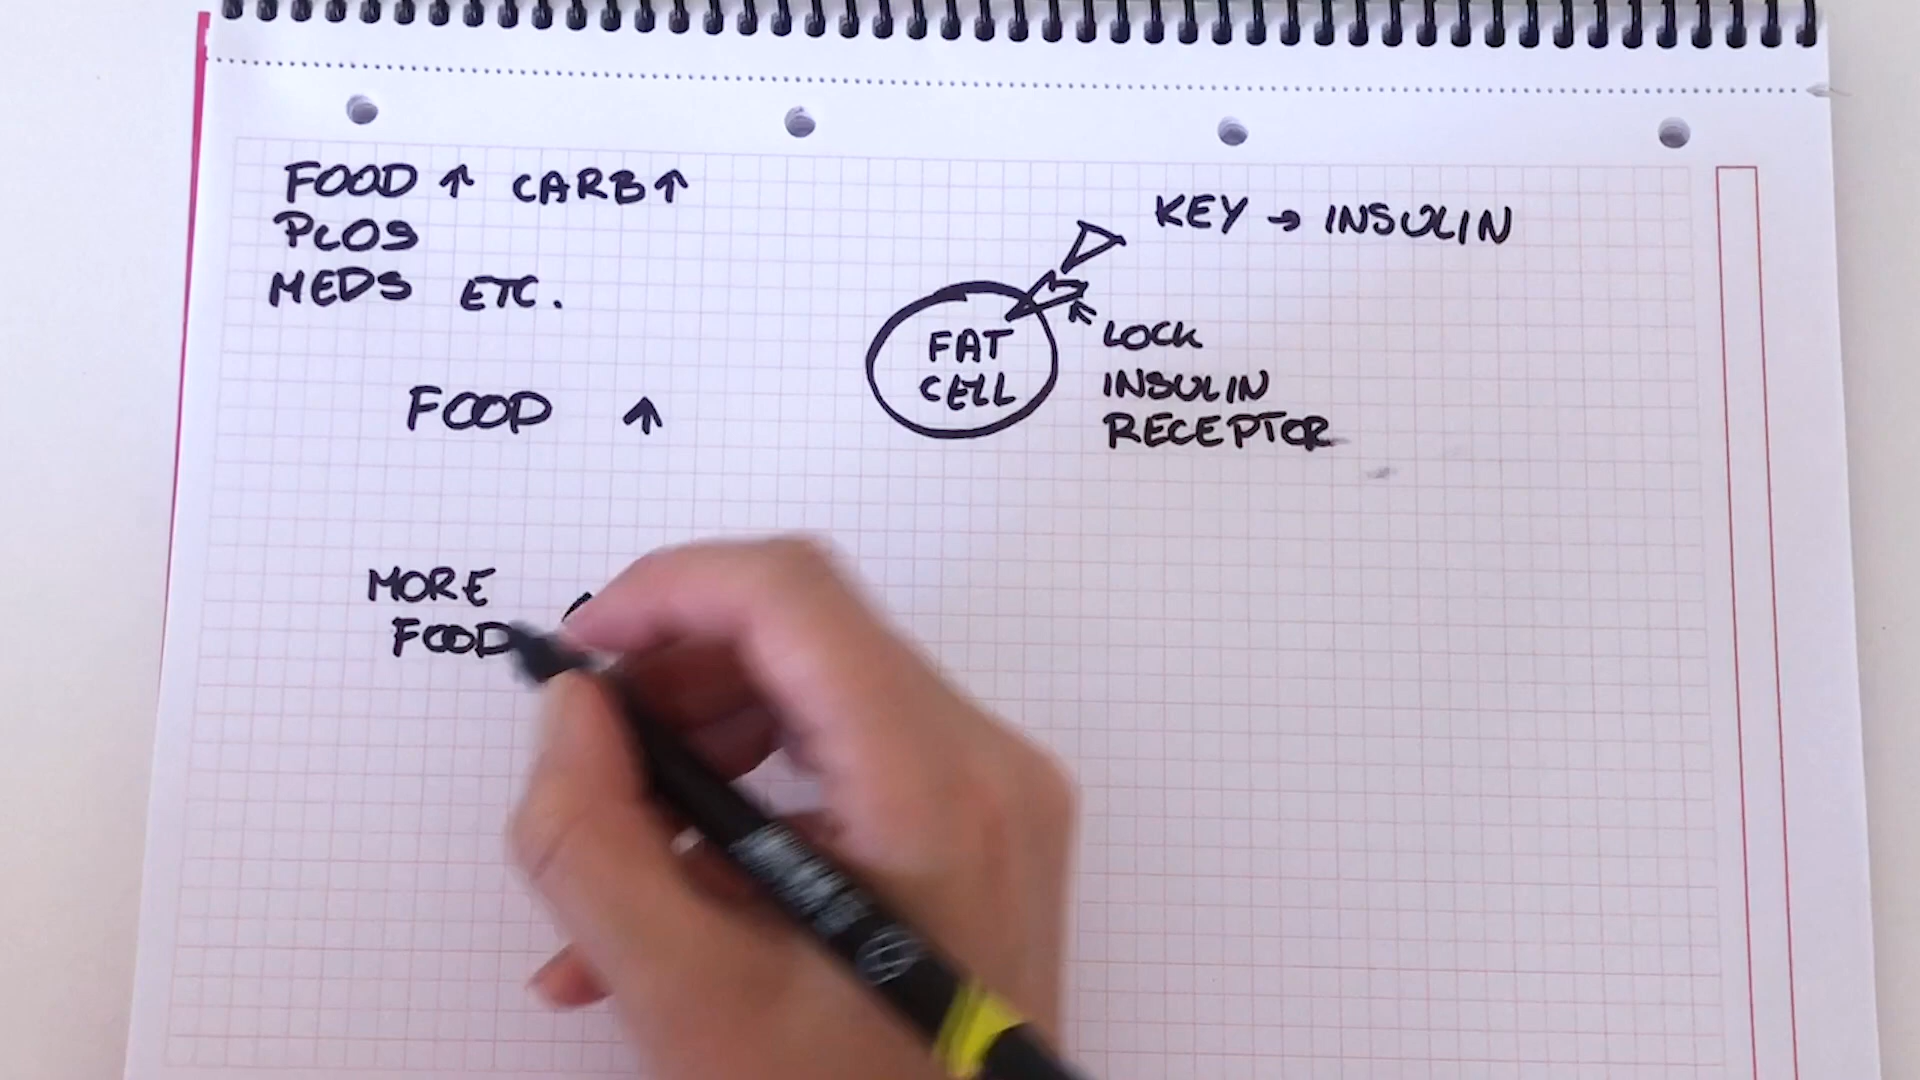 FOOD ↑ CARB ↑
PCOS
MEDS ETC.
FOOD ↑
KEY → INSULIN
FAT
CELL
LOCK
INSULIN
RECEPTOR
MORE
FOOD